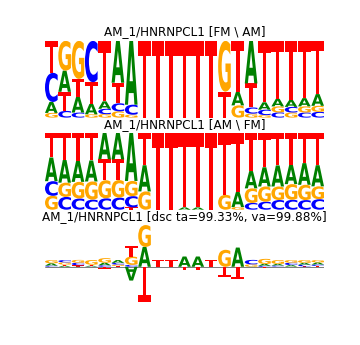 AM_1/HNRNPCL1 [FM \ AM]
AM_1/HNRNPCL1 [AM \ FM]
AM_1/HNRNPCL1 [dsc ta=99.33%, va=99.88%]